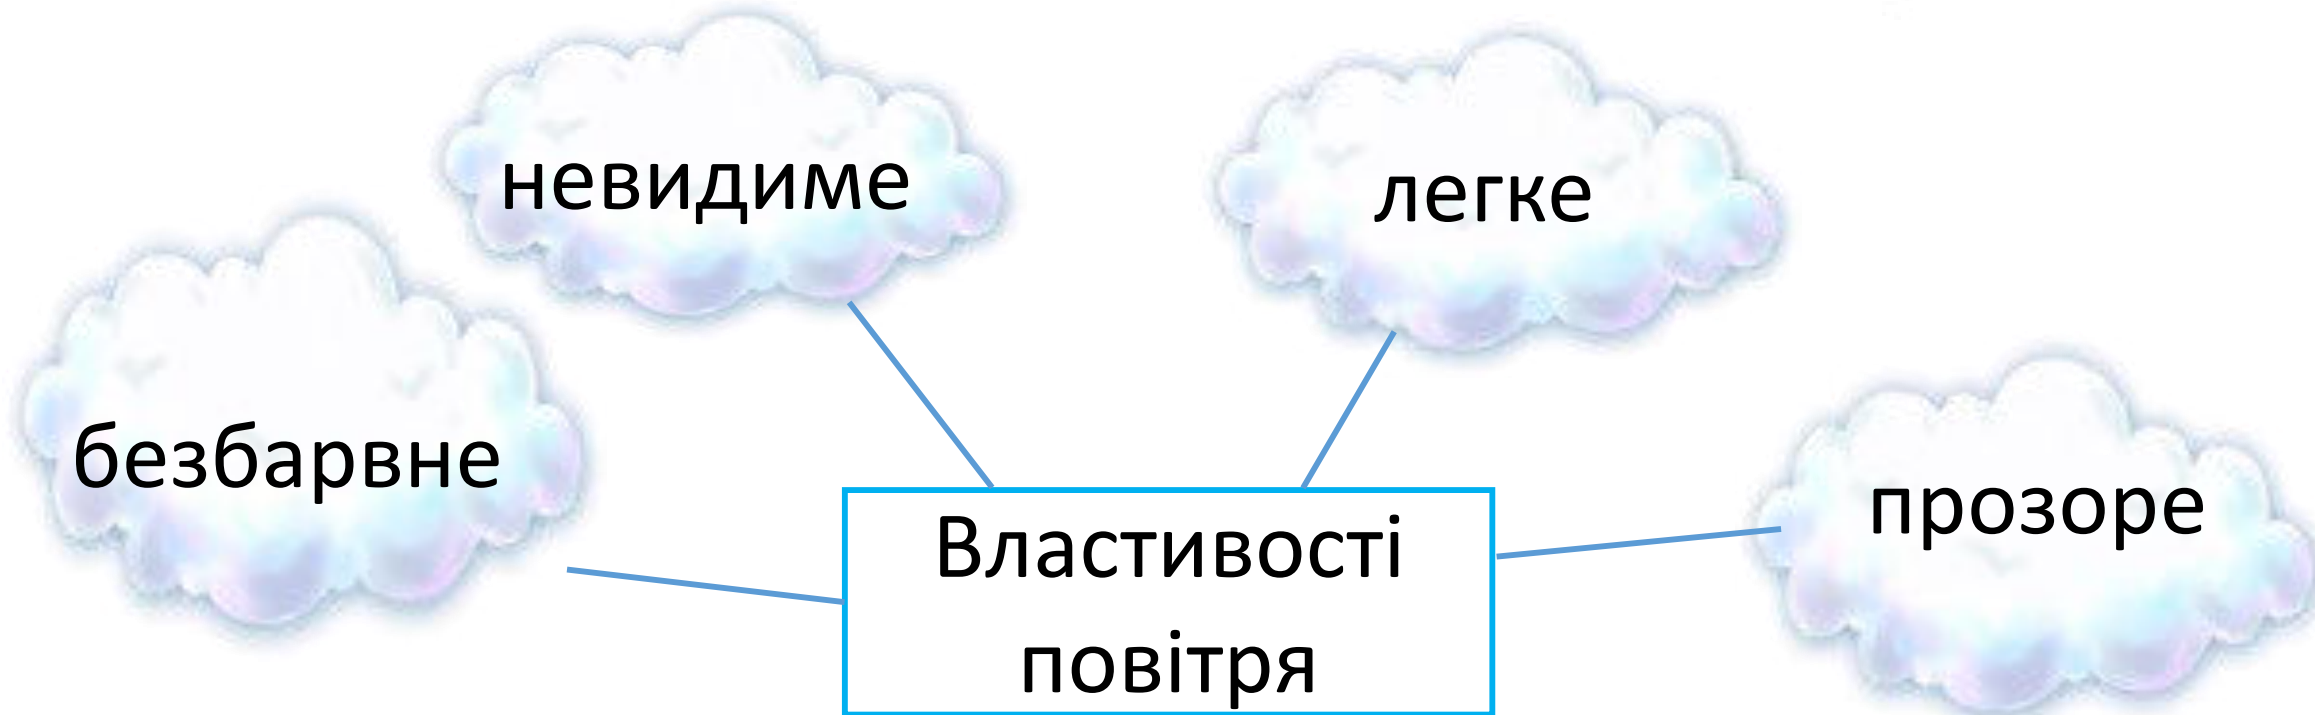 невидиме
легке
безбарвне
прозоре
Властивості
повітря